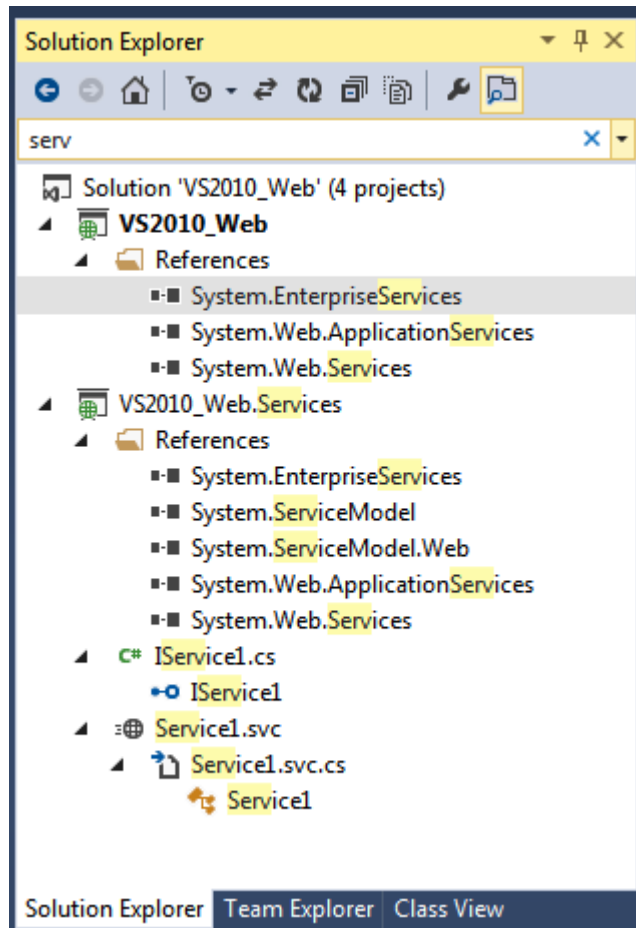 Solution Explorer
serv
Solution 'VS2010_Web' (4 projects)
VS2010_Web
References
System.EnterpriseServices
System.Web.ApplicationServices
System.Web.Services
VS2010_Web.Services
References
System.EnterpriseServices
System.ServiceModel
System.ServiceModel.Web
System.Web.ApplicationServices
System.Web.Services
C# IService1.cs
IService1
Service1.svc
Service1.svc.cs
Service1
Solution Explorer Team Explorer Class View